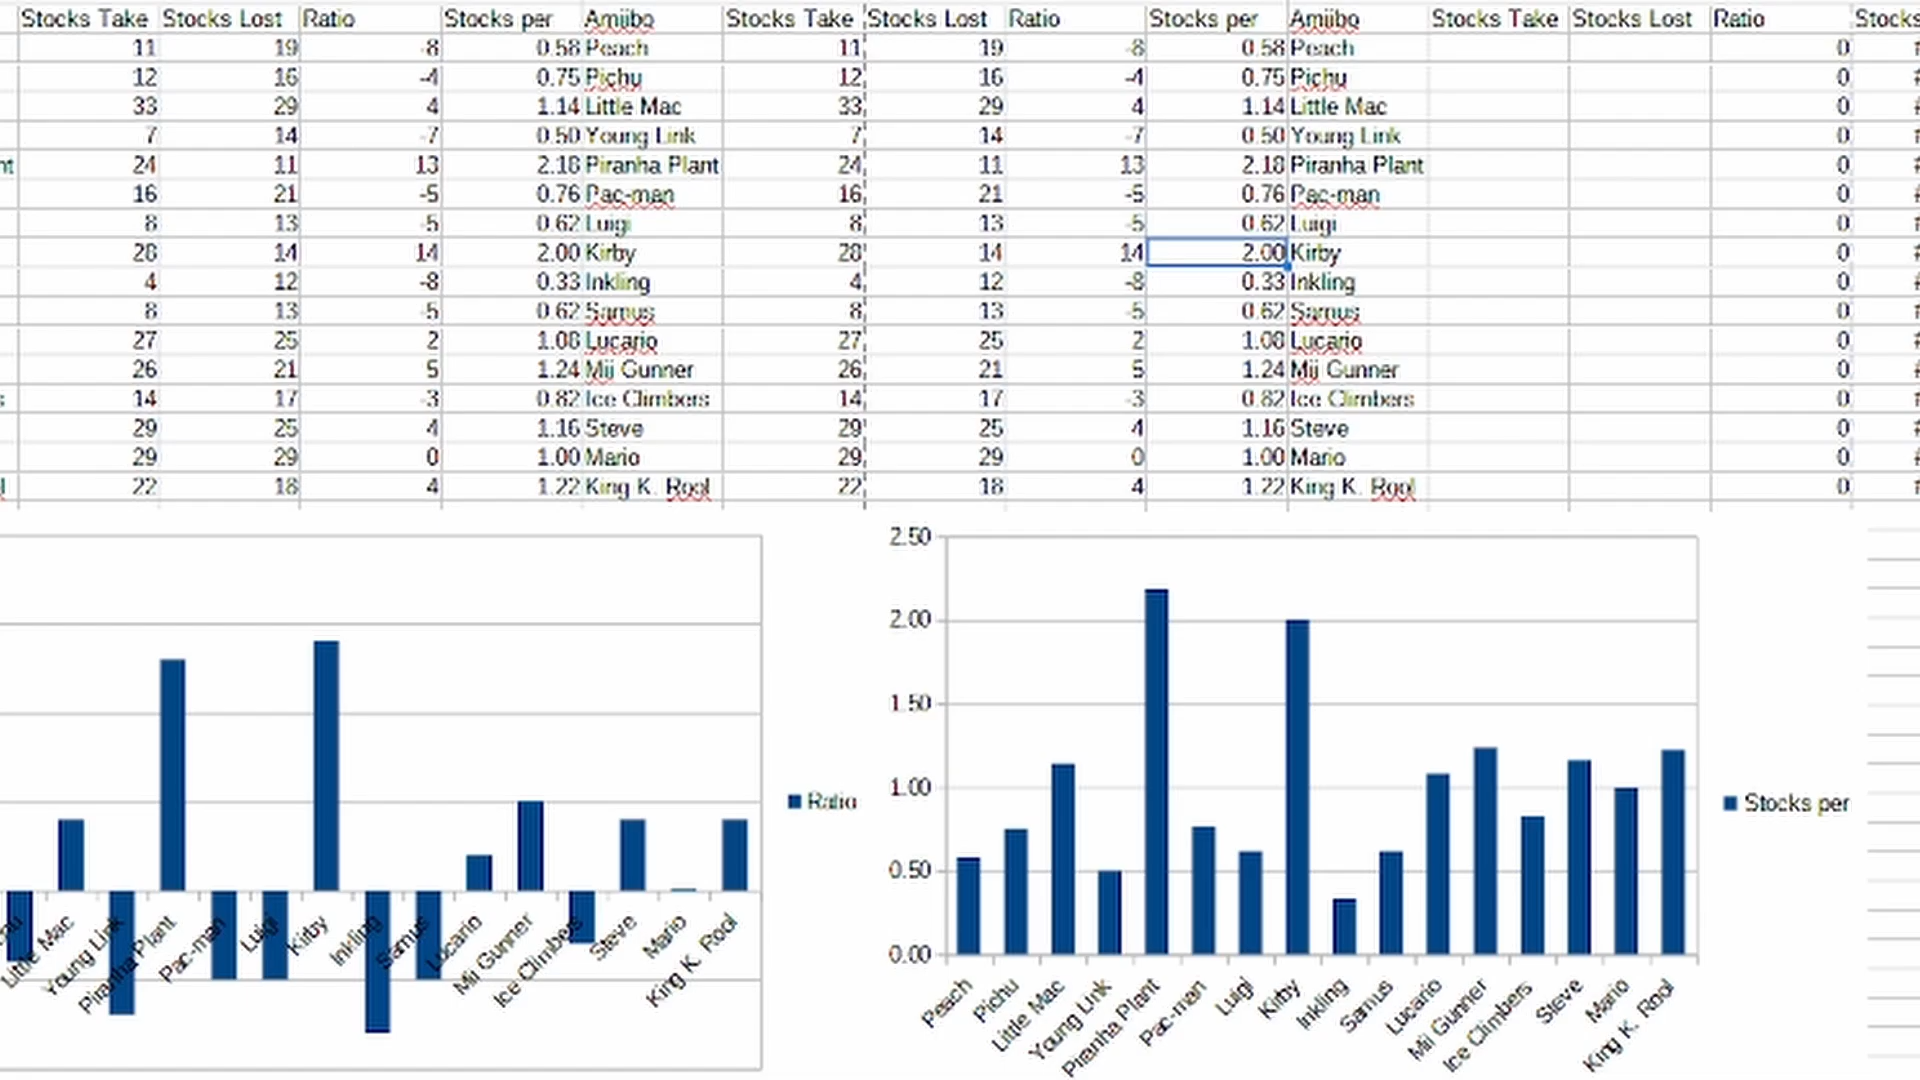 Stocks Take Stocks Lost Ratio Stocks per Amiibo Stocks Take Stocks Lost Ratio Stocks per Amiibo Stocks Take Stocks Lost Ratio Stocks
11 19 -8 0.58 Peach 11 19 -8 0.58 Peach 0
12 16 -4 0.75 Pichu 12 16 -4 0.75 Pichu 0
33 29 4 1.14 Little Mac 33 29 4 1.14 Little Mac 0
7 14 -7 0.50 Young Link 7 14 -7 0.50 Young Link 0
nt 24 11 13 2.18 Piranha Plant 24 11 13 2.18 Piranha Plant 0
16 21 -5 0.76 Pac-man 16 21 -5 0.76 Pac-man 0
8 13 -5 0.62 Luigi 8 13 -5 0.62 Luigi 0
28 14 14 2.00 Kirby 28 14 14 2.00 Kirby 0
4 12 -8 0.33 Inkling 4 12 -8 0.33 Inkling 0
8 13 -5 0.62 Samus 8 13 -5 0.62 Samus 0
27 25 2 1.08 Lucario 27 25 2 1.08 Lucario 0
26 21 5 1.24 Mii Gunner 26 21 5 1.24 Mii Gunner 0
s 14 17 -3 0.82 Ice Climbers 14 17 -3 0.82 Ice Climbers 0
29 25 4 1.16 Steve 29 25 4 1.16 Steve 0
29 29 0 1.00 Mario 29 29 0 1.00 Mario 0
l 22 18 4 1.22 King K. Rool 22 18 4 1.22 King K. Rool 0
Little Mac Young Link Piranha Plant Pac-man Luigi Kirby Inkling Samus Lucario Mii Gunner Ice Climbers Steve Mario King K. Rool
Ratio
2.50
2.00
1.50
1.00
0.50
0.00
Peach Pichu Little Mac Young Link Piranha Plant Pac-man Luigi Kirby Inkling Samus Lucario Mii Gunner Ice Climbers Steve Mario King K. Rool
Stocks per